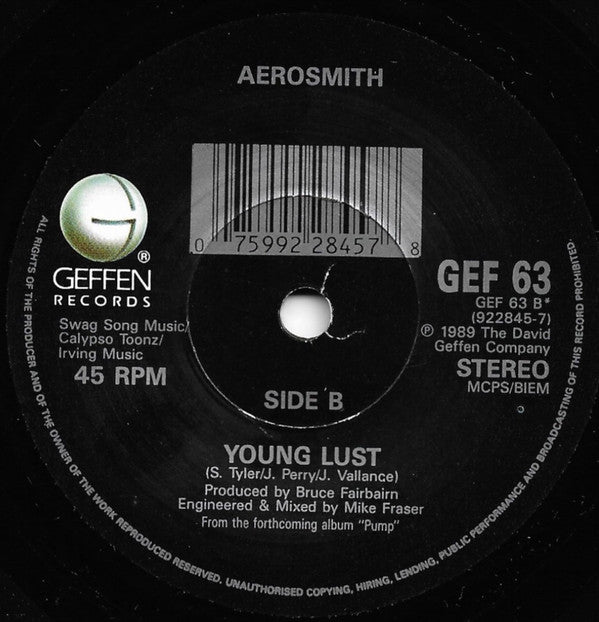 AEROSMITH
0 75992 28457 8
G
®
GEFFEN
RECORDS
Swag Song Music/
Calypso Toonz/
Irving Music
45 RPM
GEF 63
GEF 63 B*
(922845-7)
℗ 1989 The David
Geffen Company
STEREO
MCPS/BIEM
SIDE B
YOUNG LUST
(S. Tyler/J. Perry/J. Vallance)
Produced by Bruce Fairbairn
Engineered & Mixed by Mike Fraser
From the forthcoming album "Pump"
ALL RIGHTS OF THE PRODUCER AND OF THE OWNER OF THE WORK REPRODUCED RESERVED. UNAUTHORISED COPYING, HIRING, LENDING, PUBLIC PERFORMANCE AND BROADCASTING OF THIS RECORD PROHIBITED.